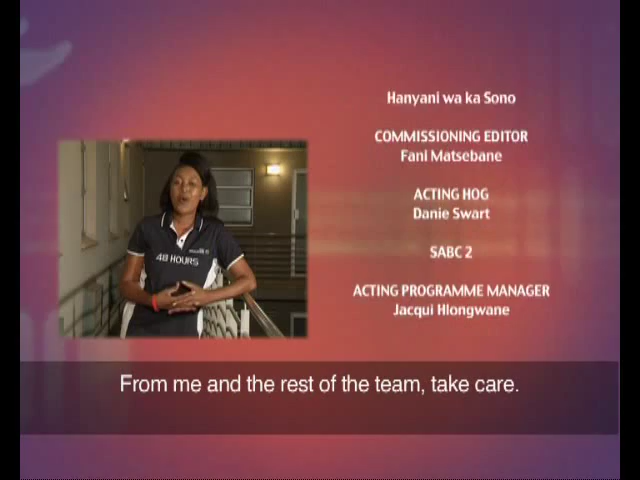 Hanyani wa ka Sono
COMMISSIONING EDITOR
Fani Matsebane
ACTING HOG
Danie Swart
SABC 2
ACTING PROGRAMME MANAGER
Jacqui Hlongwane
48 HOURS
From me and the rest of the team, take care.